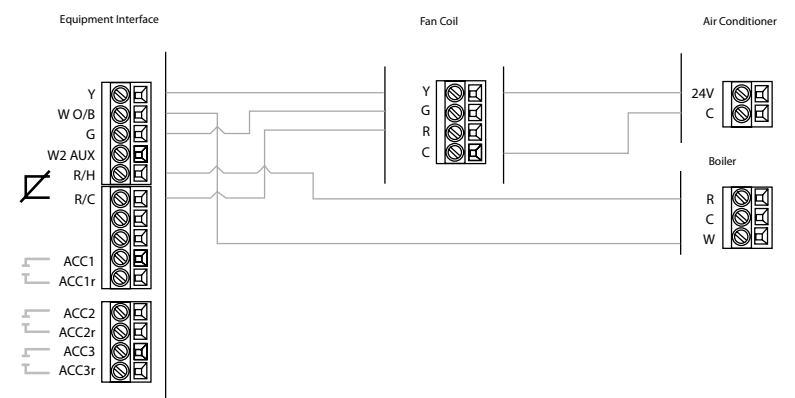 Equipment Interface
Fan Coil
Air Conditioner
Y
W O/B
G
W2 AUX
R/H
R/C
ACC1
ACC1r
ACC2
ACC2r
ACC3
ACC3r
Y
G
R
C
24V
C
Boiler
R
C
W